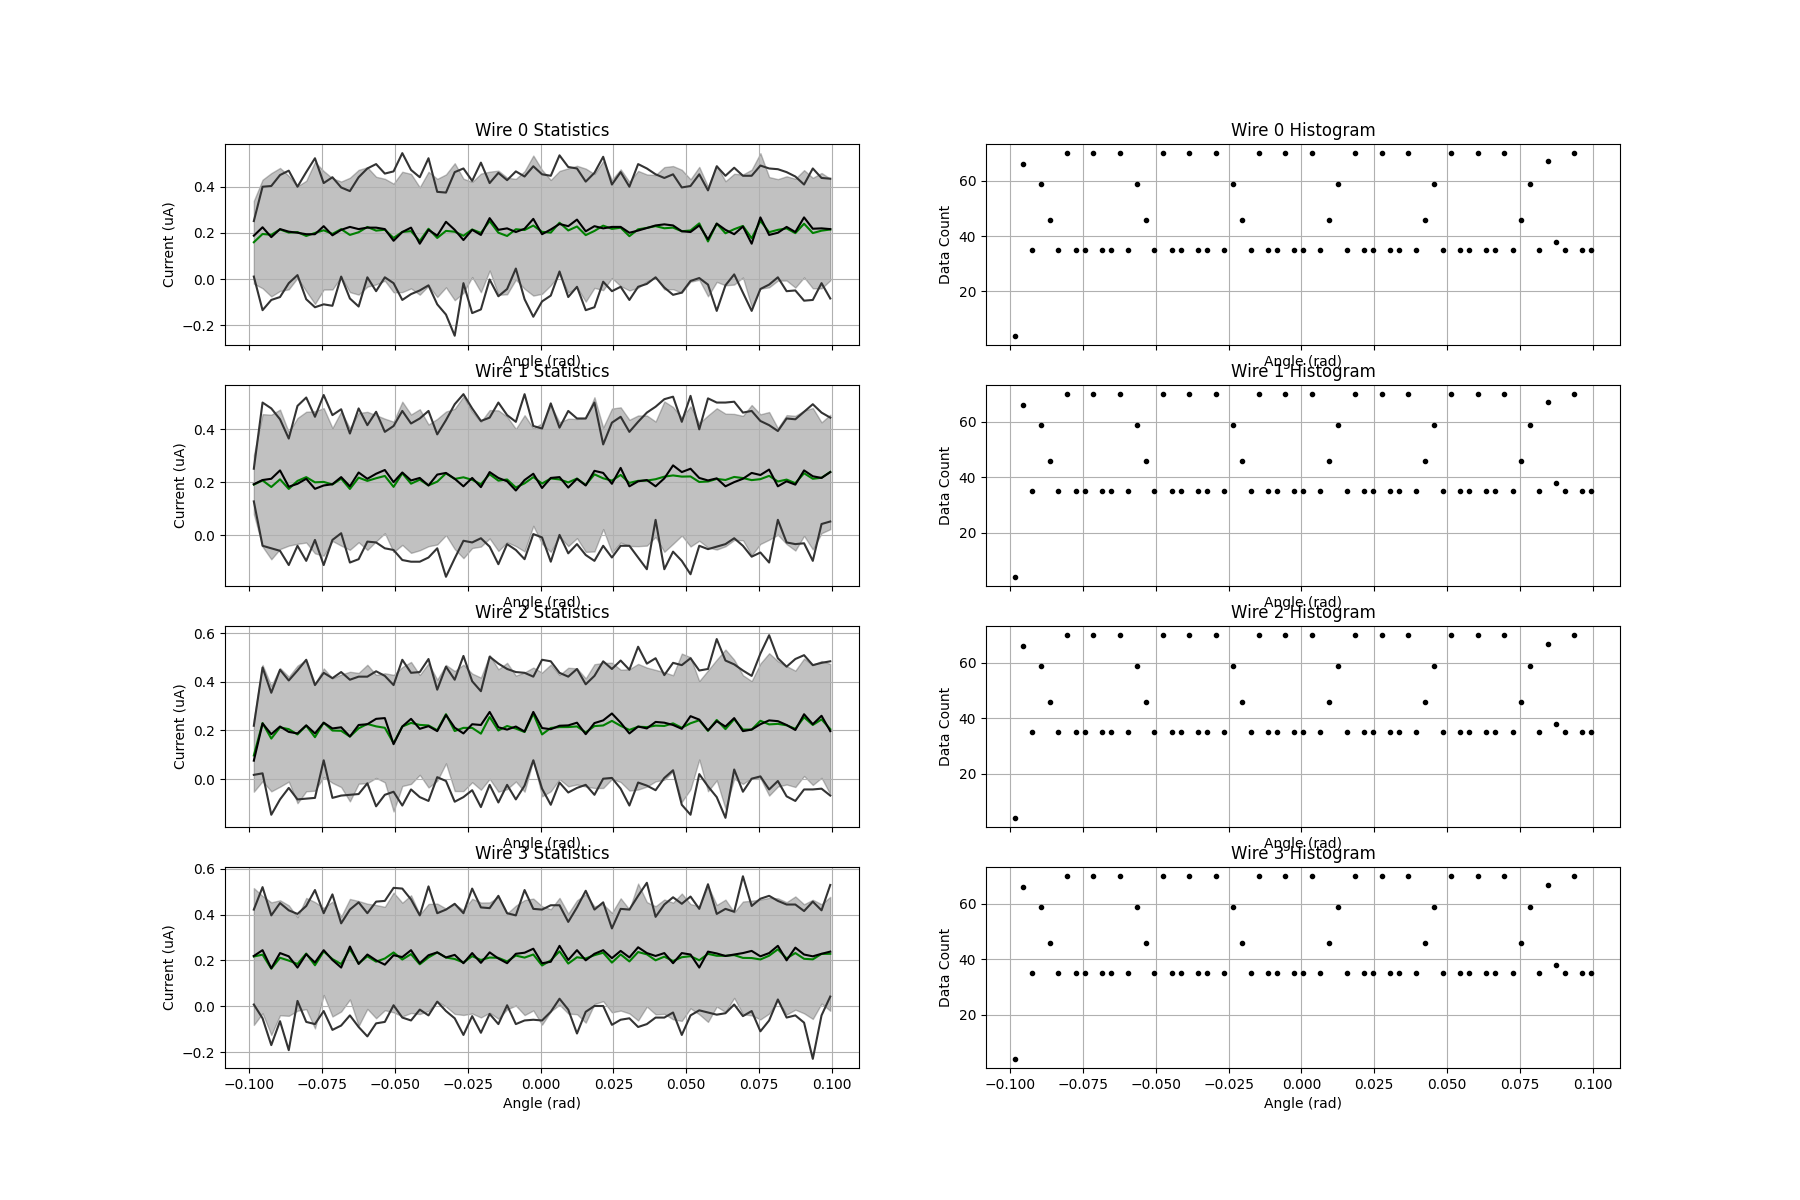 Wire 0 Statistics
Current (uA)
0.4
0.2
0.0
−0.2
Angle (rad)
Wire 0 Histogram
Data Count
60
40
20
Angle (rad)
Wire 1 Statistics
Current (uA)
0.4
0.2
0.0
Angle (rad)
Wire 1 Histogram
Data Count
60
40
20
Angle (rad)
Wire 2 Statistics
Current (uA)
0.6
0.4
0.2
0.0
Angle (rad)
Wire 2 Histogram
Data Count
60
40
20
Angle (rad)
Wire 3 Statistics
Current (uA)
0.6
0.4
0.2
0.0
−0.2
−0.100 −0.075 −0.050 −0.025 0.000 0.025 0.050 0.075 0.100
Angle (rad)
Wire 3 Histogram
Data Count
60
40
20
−0.100 −0.075 −0.050 −0.025 0.000 0.025 0.050 0.075 0.100
Angle (rad)